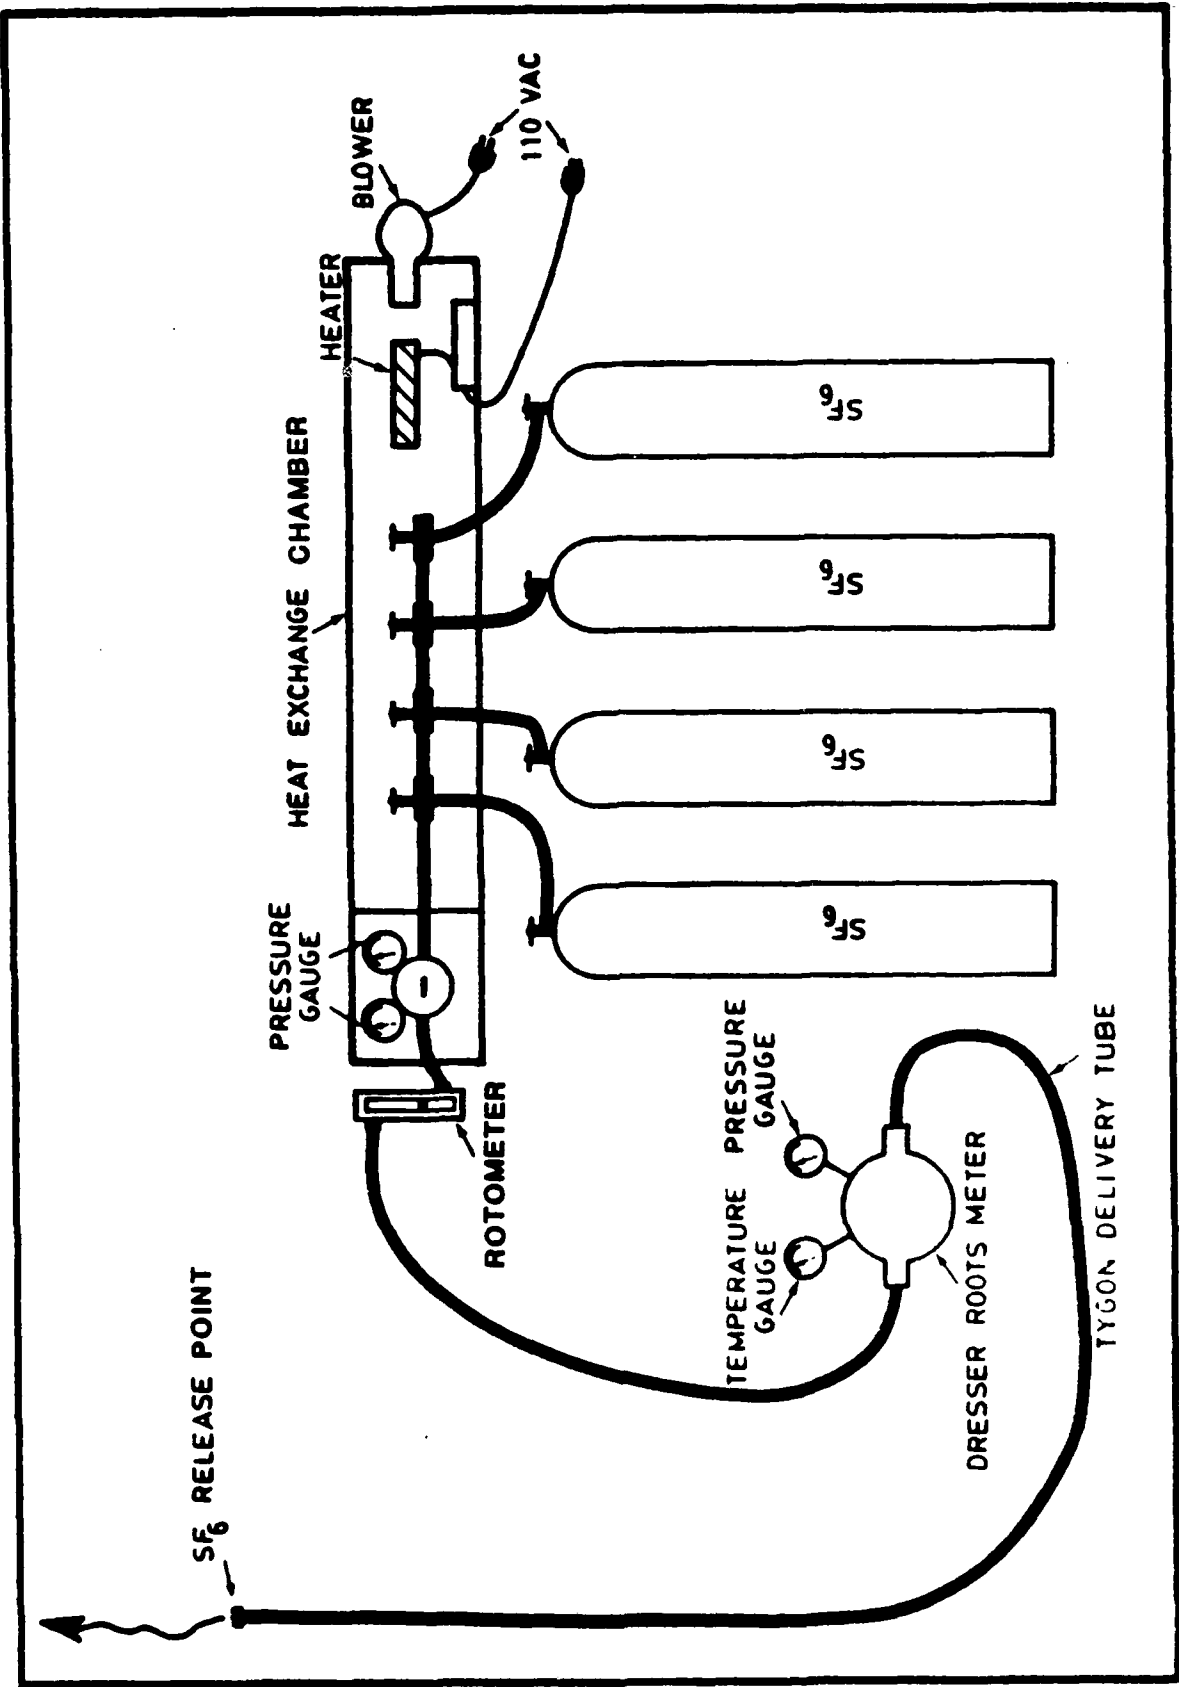 SF6 RELEASE POINT
PRESSURE
GAUGE
HEAT EXCHANGE CHAMBER
HEATER
BLOWER
110 VAC
ROTOMETER
SF6
SF6
SF6
SF6
TEMPERATURE
GAUGE
PRESSURE
GAUGE
DRESSER ROOTS METER
TYGON DELIVERY TUBE